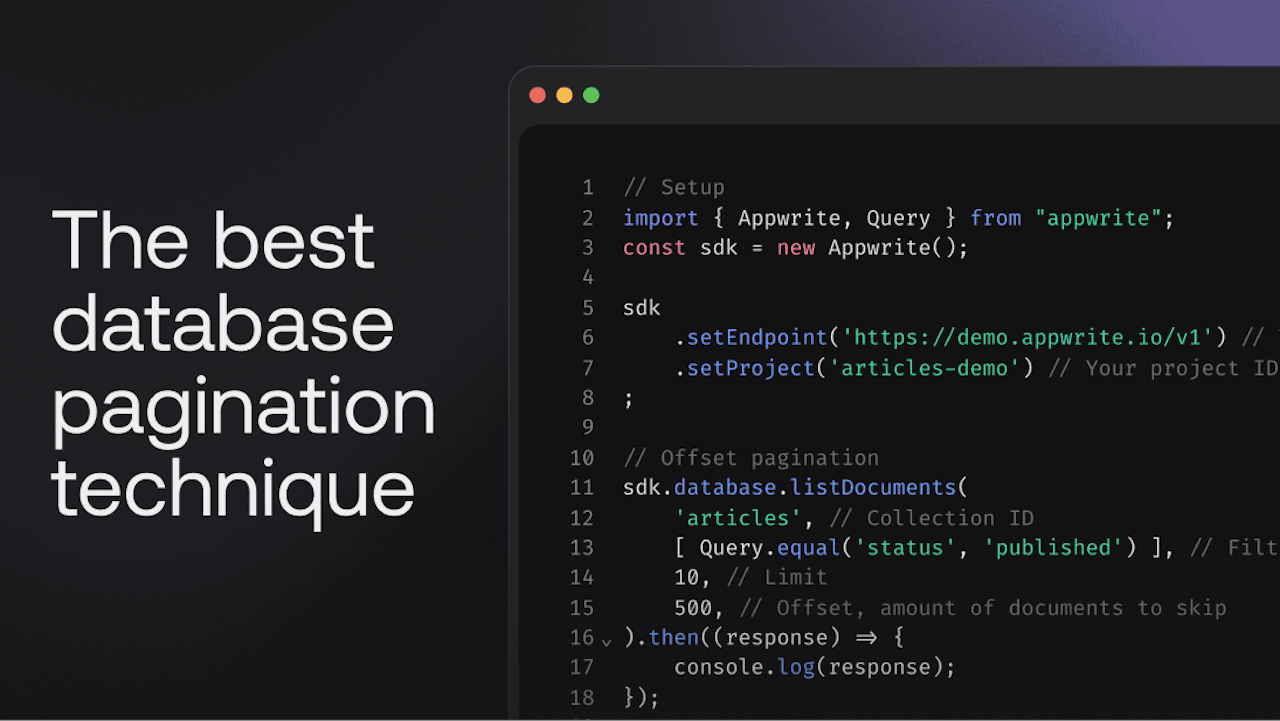 The best
database
pagination
technique
1 // Setup
2 import { Appwrite, Query } from "appwrite";
3 const sdk = new Appwrite();
4
5 sdk
6     .setEndpoint('https://demo.appwrite.io/v1') //
7     .setProject('articles-demo') // Your project ID
8 ;
9
10 // Offset pagination
11 sdk.database.listDocuments(
12     'articles', // Collection ID
13     [ Query.equal('status', 'published') ], // Filt
14     10, // Limit
15     500, // Offset, amount of documents to skip
16 ).then((response) => {
17     console.log(response);
18 });